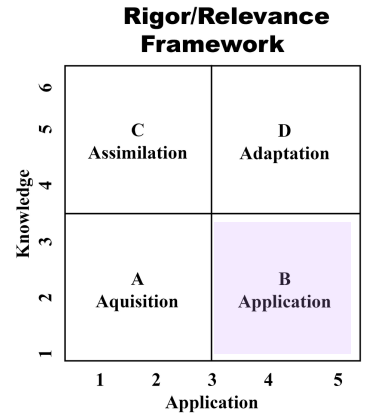 Rigor/Relevance
Framework
6
5
4
3
2
1
Knowledge
C
Assimilation
D
Adaptation
A
Aquisition
B
Application
1 2 3 4 5
Application